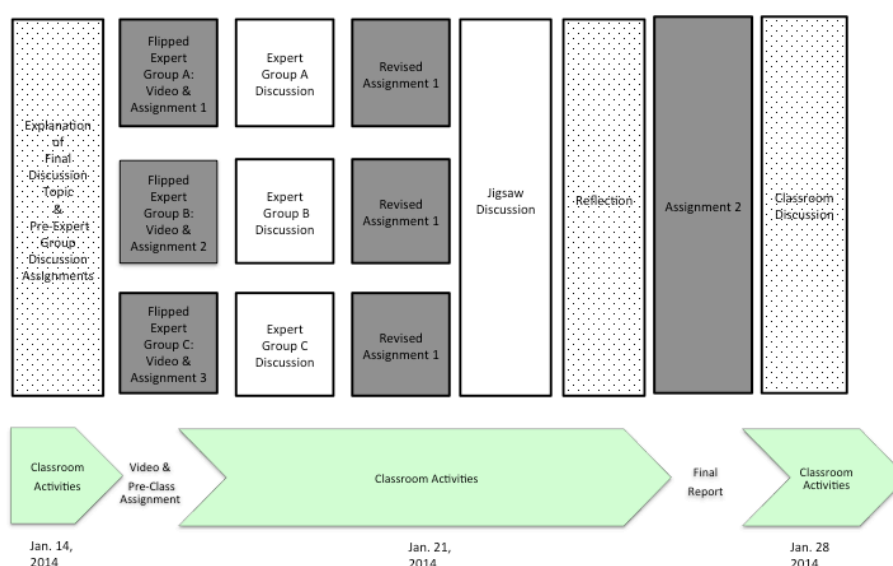 Explanation
of
Final
Discussion
Topic
&
Pre-Expert
Group
Discussion
Assignments
Flipped
Expert
Group A:
Video &
Assignment 1
Expert
Group A
Discussion
Revised
Assignment 1
Flipped
Expert
Group B:
Video &
Assignment 2
Expert
Group B
Discussion
Revised
Assignment 1
Flipped
Expert
Group C:
Video &
Assignment 3
Expert
Group C
Discussion
Revised
Assignment 1
Jigsaw
Discussion
Reflection
Assignment 2
Classroom
Discussion
Classroom
Activities
Video &
Pre-Class
Assignment
Classroom Activities
Final
Report
Classroom
Activities
Jan. 14,
2014
Jan. 21,
2014
Jan. 28
2014